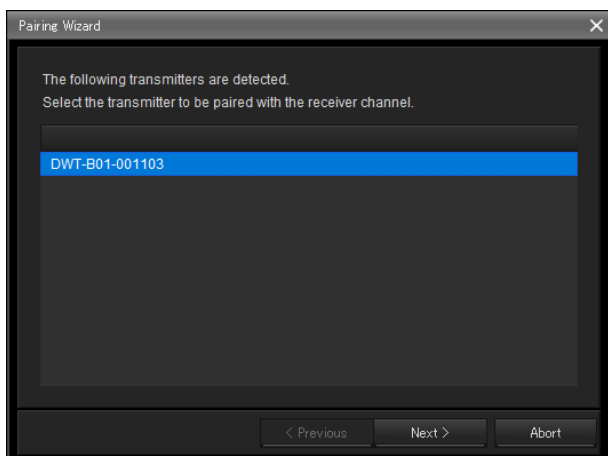 Pairing Wizard
The following transmitters are detected.
Select the transmitter to be paired with the receiver channel.
DWT-B01-001103
< Previous
Next >
Abort